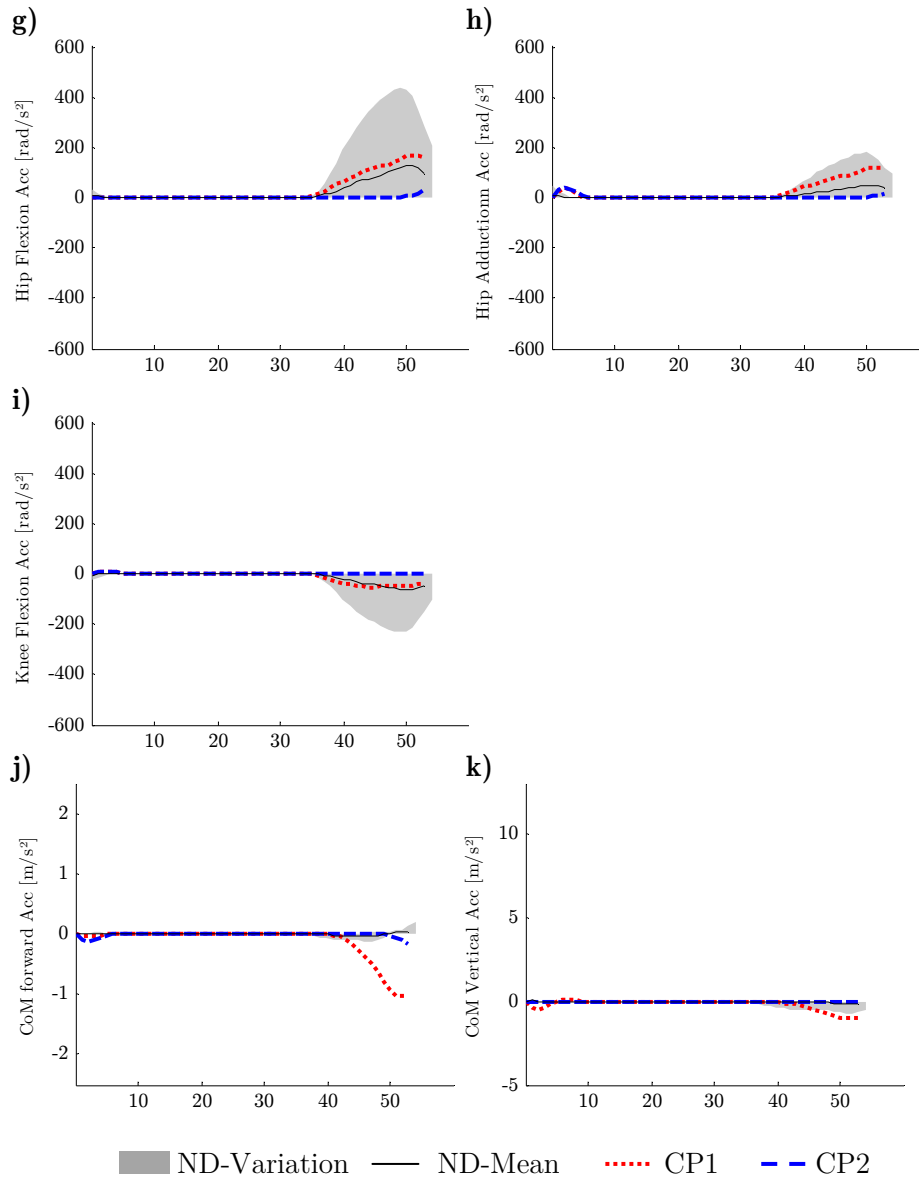 g)
Hip Flexion Acc [rad/s²]
600
400
200
0
-200
-400
-600
10 20 30 40 50
h)
Hip Adductionn Acc [rad/s²]
600
400
200
0
-200
-400
-600
10 20 30 40 50
i)
Knee Flexion Acc [rad/s²]
600
400
200
0
-200
-400
-600
10 20 30 40 50
j)
CoM forward Acc [m/s²]
2
1
0
-1
-2
10 20 30 40 50
k)
CoM Vertical Acc [m/s²]
10
5
0
-5
10 20 30 40 50
ND-Variation ND-Mean CP1 CP2